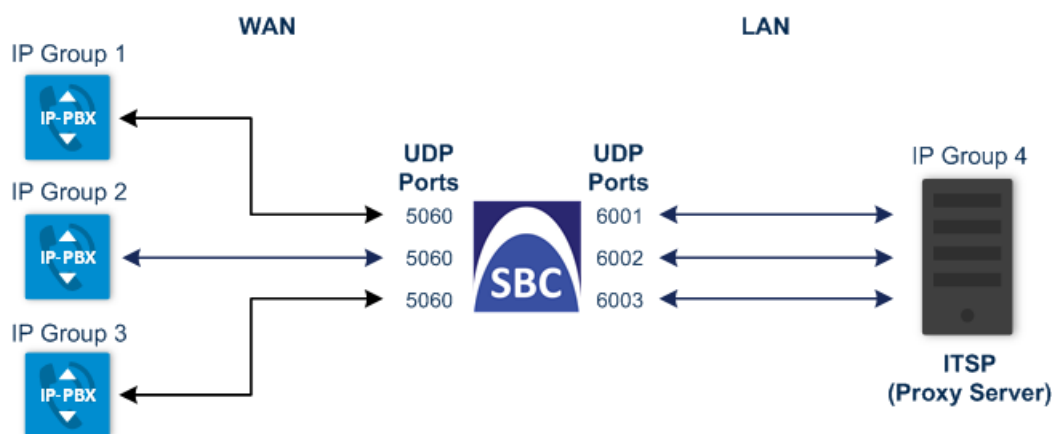 WAN
LAN
IP Group 1
IP-PBX
UDP
Ports
UDP
Ports
IP Group 4
IP Group 2
5060
6001
IP-PBX
5060
6002
SBC
5060
6003
IP Group 3
IP-PBX
ITSP
(Proxy Server)